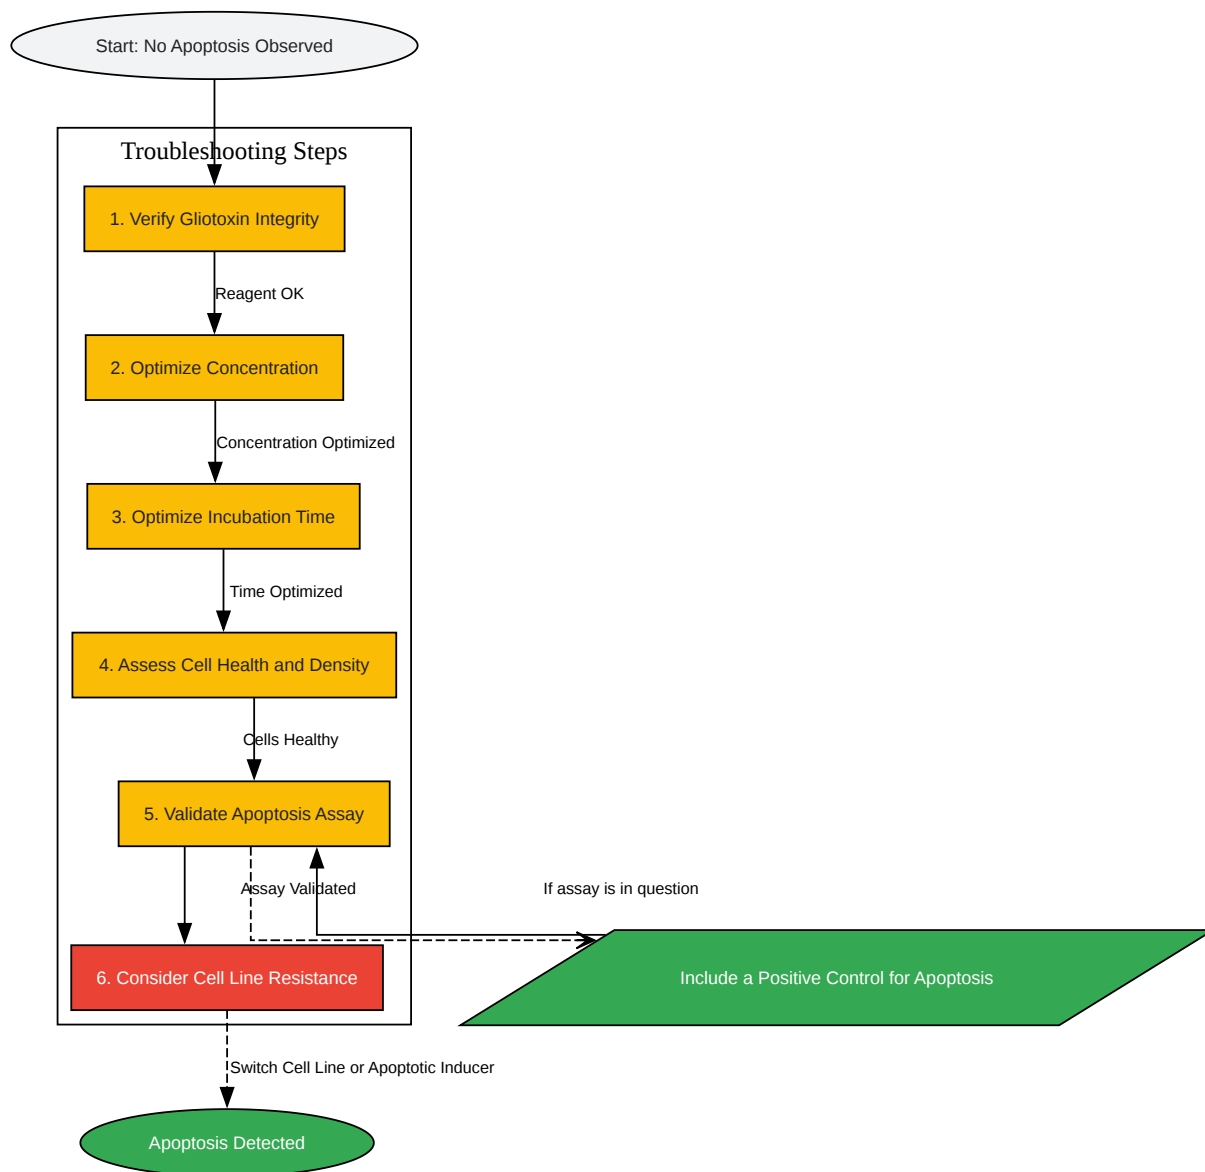 Start: No Apoptosis Observed
Troubleshooting Steps
1. Verify Gliotoxin Integrity
Reagent OK
2. Optimize Concentration
Concentration Optimized
3. Optimize Incubation Time
Time Optimized
4. Assess Cell Health and Density
Cells Healthy
5. Validate Apoptosis Assay
Assay Validated
If assay is in question
6. Consider Cell Line Resistance
Include a Positive Control for Apoptosis
Switch Cell Line or Apoptotic Inducer
Apoptosis Detected